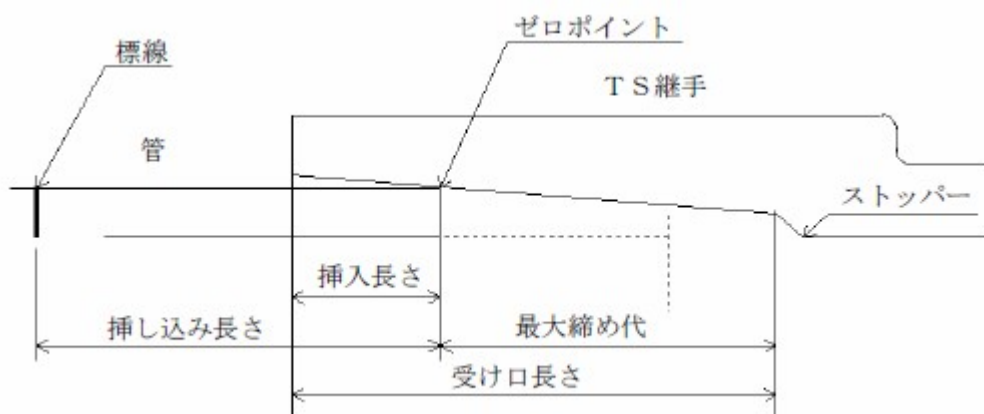 ゼロポイント
標線
TS継手
管
ストッパー
挿入長さ
挿し込み長さ
最大締め代
受け口長さ